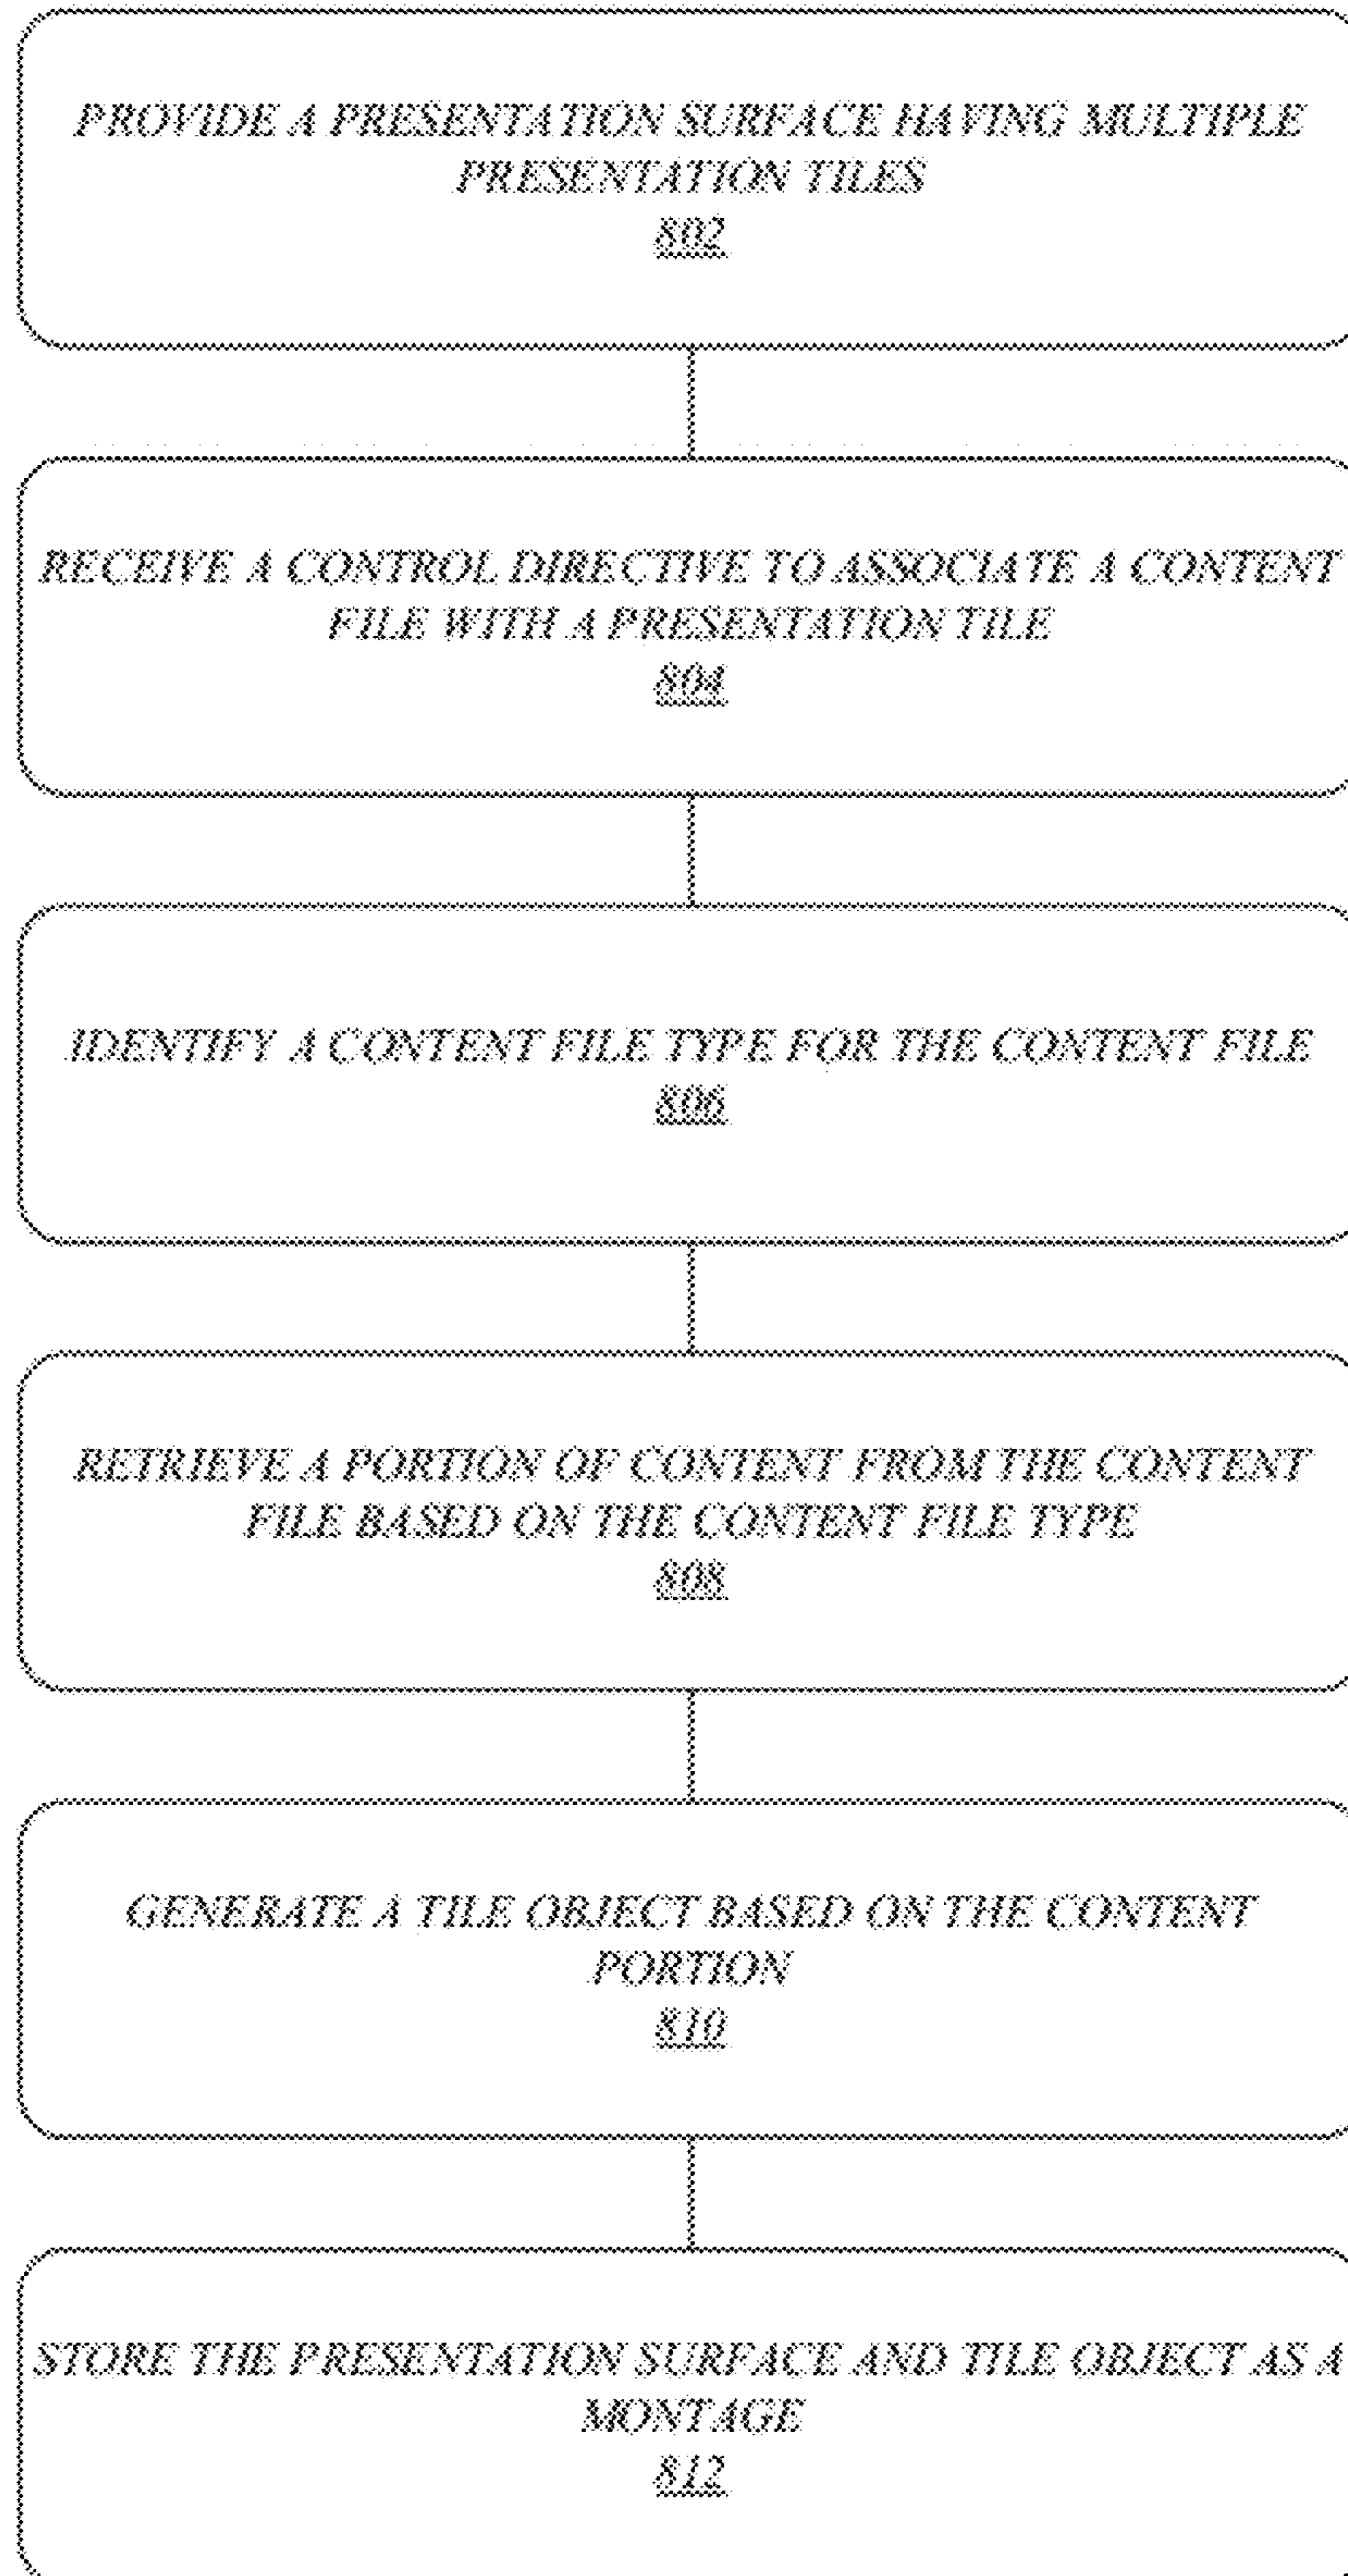 PROVIDE A PRESENTATION SURFACE HAVING MULTIPLE
PRESENTATION TILES
802
RECEIVE A CONTROL DIRECTIVE TO ASSOCIATE A CONTENT
FILE WITH A PRESENTATION TILE
804
IDENTIFY A CONTENT FILE TYPE FOR THE CONTENT FILE
806
RETRIEVE A PORTION OF CONTENT FROM THE CONTENT
FILE BASED ON THE CONTENT FILE TYPE
808
GENERATE A TILE OBJECT BASED ON THE CONTENT
PORTION
810
STORE THE PRESENTATION SURFACE AND TILE OBJECT AS A
MONTAGE
812